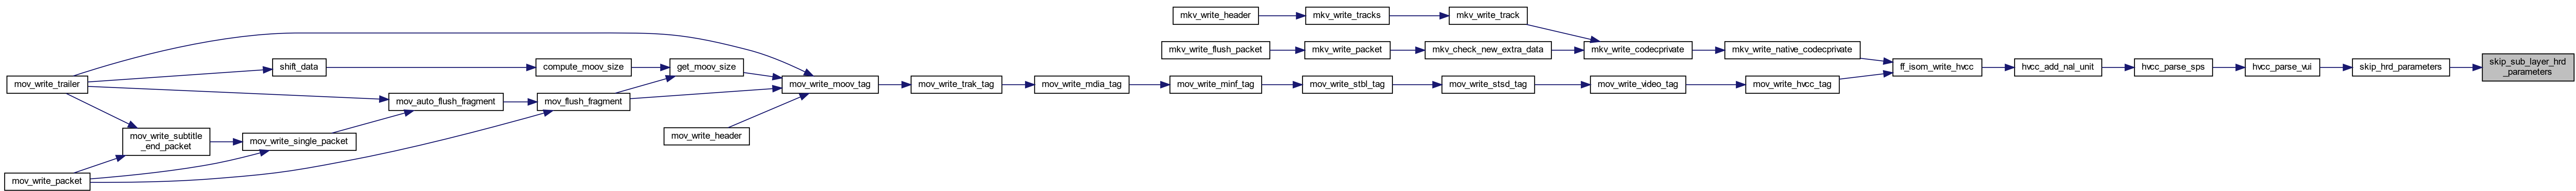 mkv_write_header
mkv_write_tracks
mkv_write_track
mkv_write_flush_packet
mkv_write_packet
mkv_check_new_extra_data
mkv_write_codecprivate
mkv_write_native_codecprivate
shift_data
compute_moov_size
get_moov_size
ff_isom_write_hvcc
hvcc_add_nal_unit
hvcc_parse_sps
hvcc_parse_vui
skip_hrd_parameters
skip_sub_layer_hrd
_parameters
mov_write_trailer
mov_write_moov_tag
mov_write_trak_tag
mov_write_mdia_tag
mov_write_minf_tag
mov_write_stbl_tag
mov_write_stsd_tag
mov_write_video_tag
mov_write_hvcc_tag
mov_auto_flush_fragment
mov_flush_fragment
mov_write_header
mov_write_subtitle
_end_packet
mov_write_single_packet
mov_write_packet